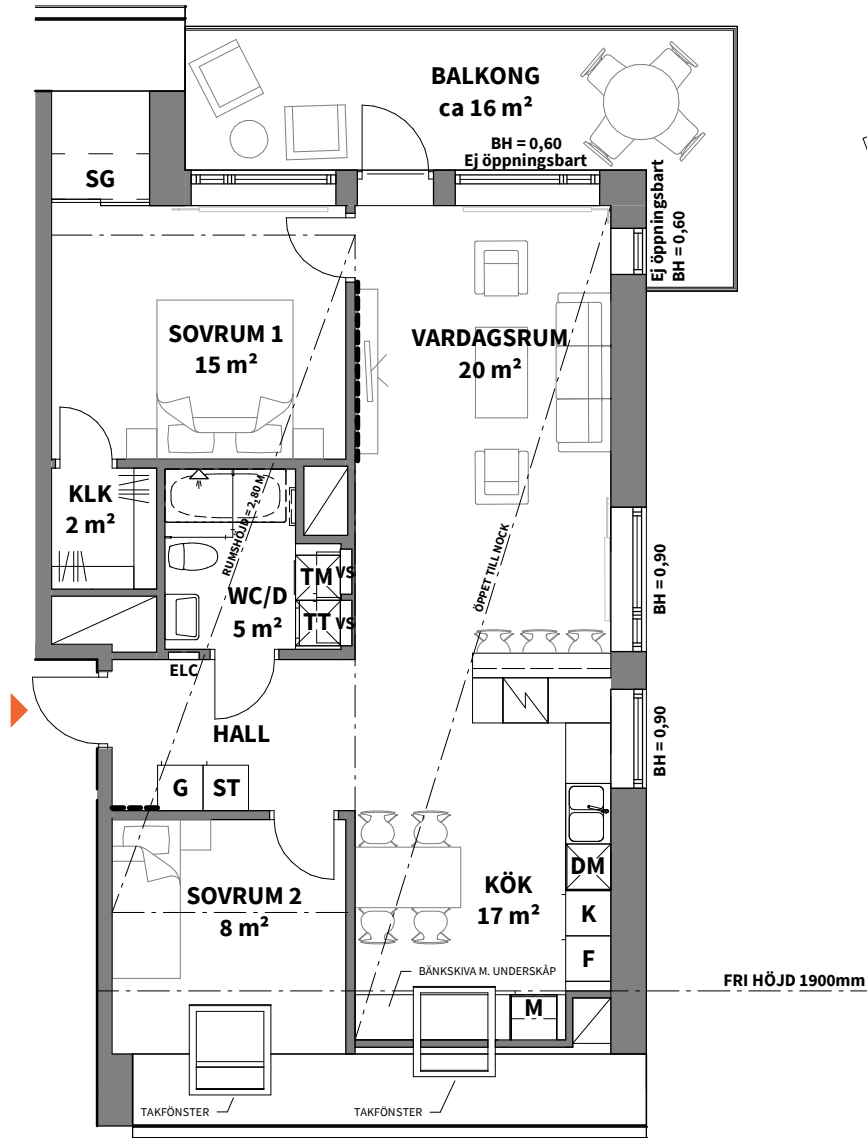 BALKONG
ca 16 m²
BH = 0,60
Ej öppningsbart
Ej öppningsbart
BH = 0,60
SG
SOVRUM 1
15 m²
VARDAGSRUM
20 m²
KLK
2 m²
RUMSHÖJD = 2,80 M
ÖPPET TILL NOCK
BH = 0,90
TM
VS
WC/D
5 m²
TT
VS
ELC
HALL
BH = 0,90
G
ST
DM
SOVRUM 2
8 m²
KÖK
17 m²
K
F
BÄNKSKIVA M. UNDERSKÅP
FRI HÖJD 1900mm
M
TAKFÖNSTER
TAKFÖNSTER